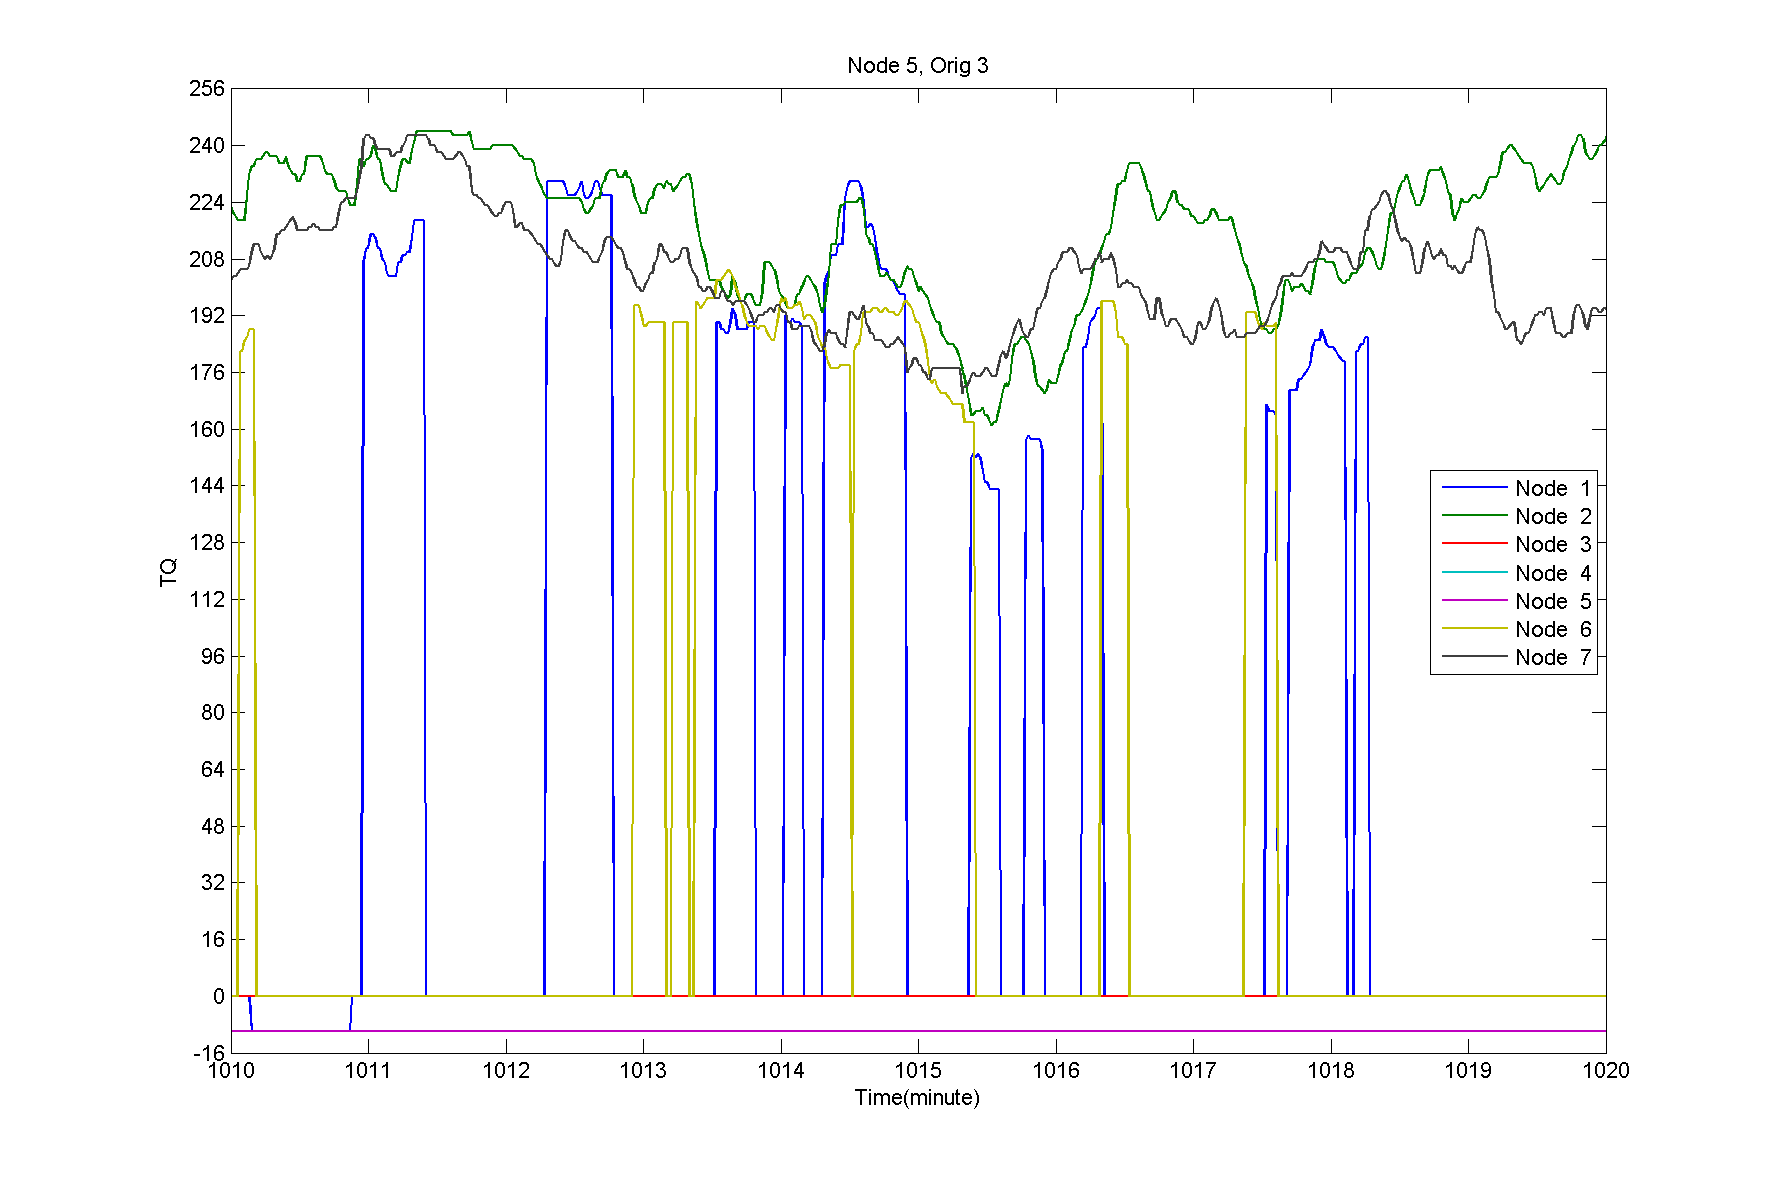 Node 5, Orig 3
256
240
224
208
192
176
160
144
128
112
96
80
64
48
32
16
0
-16
TQ
Node 1
Node 2
Node 3
Node 4
Node 5
Node 6
Node 7
1010 1011 1012 1013 1014 1015 1016 1017 1018 1019 1020
Time(minute)